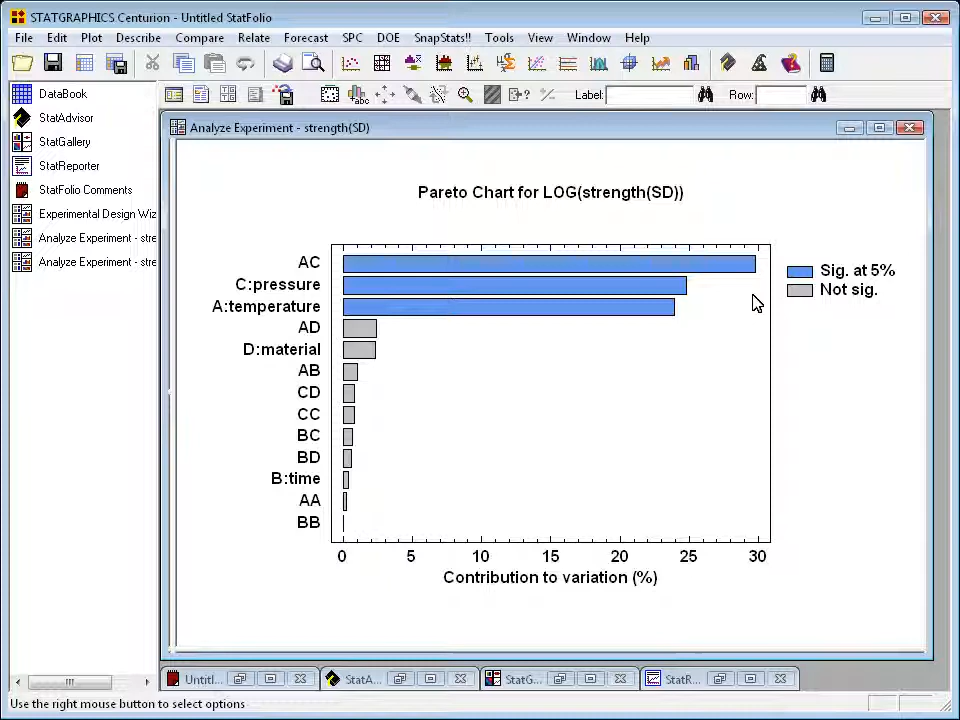 STATGRAPHICS Centurion - Untitled StatFolio
File Edit Plot Describe Compare Relate Forecast SPC DOE SnapStats!! Tools View Window Help
Label: Row:
DataBook
StatAdvisor
StatGallery
StatReporter
StatFolio Comments
Experimental Design Wiz
Analyze Experiment - stre
Analyze Experiment - stre
Analyze Experiment - strength(SD)
Pareto Chart for LOG(strength(SD))
AC
C:pressure
A:temperature
AD
D:material
AB
CD
CC
BC
BD
B:time
AA
BB
0 5 10 15 20 25 30
Contribution to variation (%)
Sig. at 5%
Not sig.
Untitl... StatA... StatG... StatR...
Use the right mouse button to select options